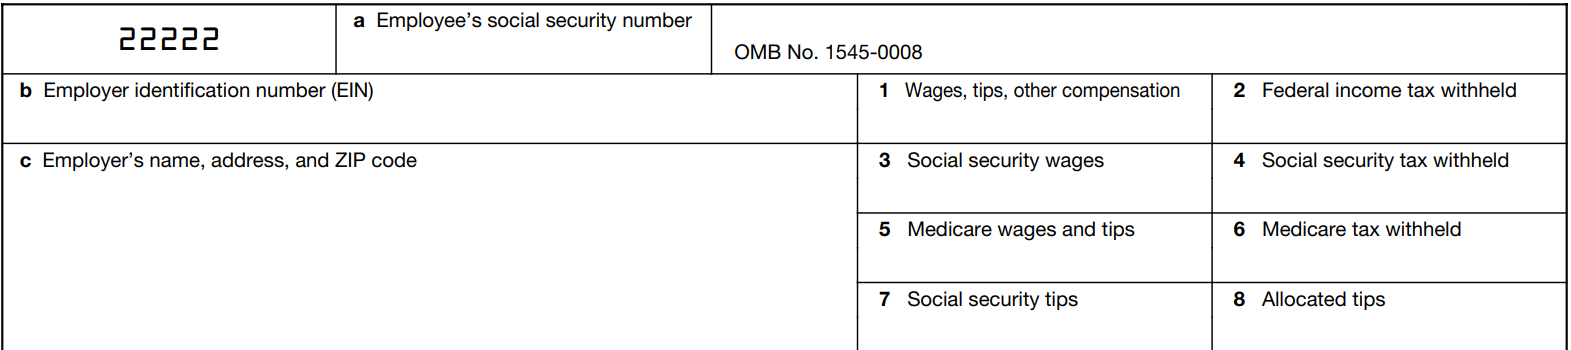 22222
a Employee's social security number
OMB No. 1545-0008
b Employer identification number (EIN)
1 Wages, tips, other compensation
2 Federal income tax withheld
c Employer's name, address, and ZIP code
3 Social security wages
4 Social security tax withheld
5 Medicare wages and tips
6 Medicare tax withheld
7 Social security tips
8 Allocated tips